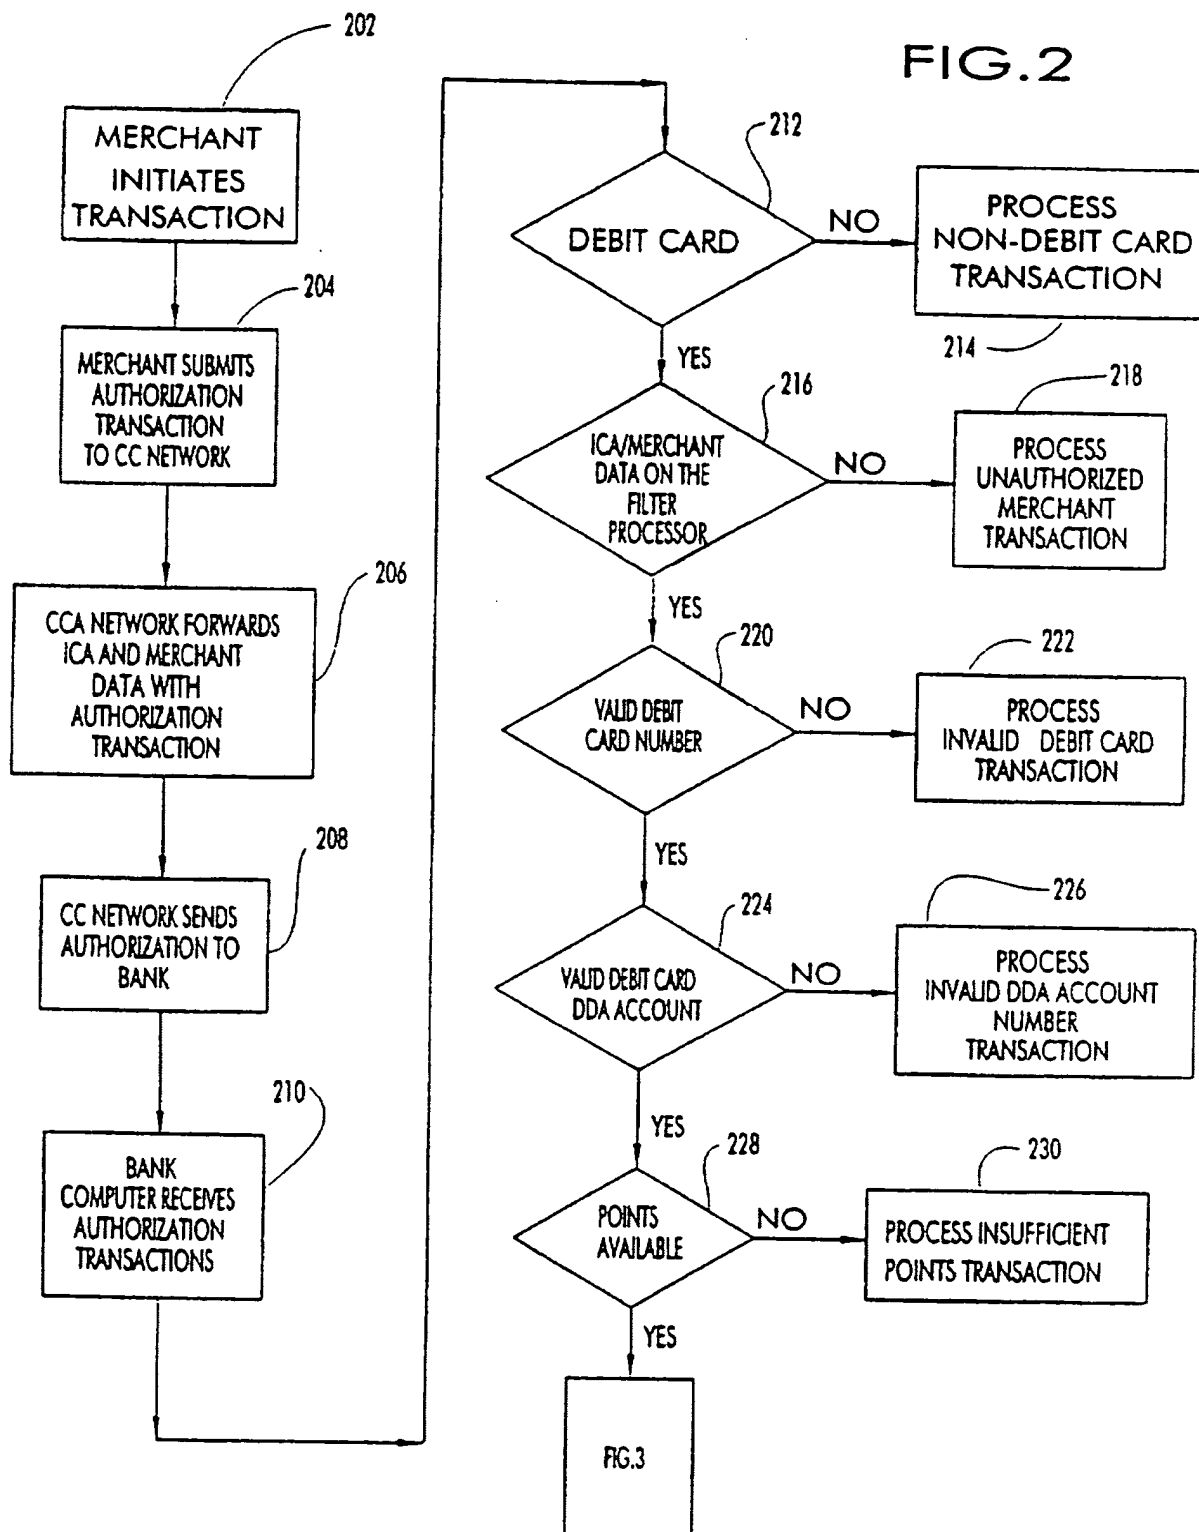 FIG.2
202
MERCHANT
INITIATES
TRANSACTION
204
MERCHANT SUBMITS
AUTHORIZATION
TRANSACTION
TO CC NETWORK
206
CCA NETWORK FORWARDS
ICA AND MERCHANT
DATA WITH
AUTHORIZATION
TRANSACTION
208
CC NETWORK SENDS
AUTHORIZATION TO
BANK
210
BANK
COMPUTER RECEIVES
AUTHORIZATION
TRANSACTIONS
212
DEBIT CARD
NO
PROCESS
NON-DEBIT CARD
TRANSACTION
214
YES
216
ICA/MERCHANT
DATA ON THE
FILTER
PROCESSOR
NO
218
PROCESS
UNAUTHORIZED
MERCHANT
TRANSACTION
YES
220
VALID DEBIT
CARD NUMBER
NO
222
PROCESS
INVALID DEBIT CARD
TRANSACTION
YES
224
VALID DEBIT CARD
DDA ACCOUNT
NO
226
PROCESS
INVALID DDA ACCOUNT
NUMBER
TRANSACTION
YES
228
POINTS
AVAILABLE
NO
230
PROCESS INSUFFICIENT
POINTS TRANSACTION
YES
FIG.3